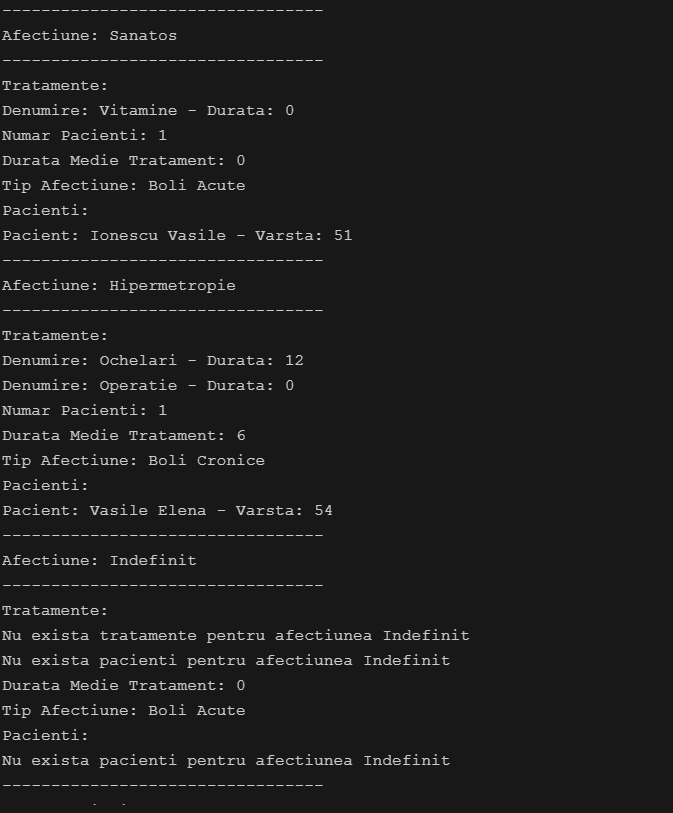 ---------------------------------
Afectiune: Sanatos
---------------------------------
Tratamente:
Denumire: Vitamine - Durata: 0
Numar Pacienti: 1
Durata Medie Tratament: 0
Tip Afectiune: Boli Acute
Pacienti:
Pacient: Ionescu Vasile - Varsta: 51
---------------------------------
Afectiune: Hipermetropie
---------------------------------
Tratamente:
Denumire: Ochelari - Durata: 12
Denumire: Operatie - Durata: 0
Numar Pacienti: 1
Durata Medie Tratament: 6
Tip Afectiune: Boli Cronice
Pacienti:
Pacient: Vasile Elena - Varsta: 54
---------------------------------
Afectiune: Indefinit
---------------------------------
Tratamente:
Nu exista tratamente pentru afectiunea Indefinit
Nu exista pacienti pentru afectiunea Indefinit
Durata Medie Tratament: 0
Tip Afectiune: Boli Acute
Pacienti:
Nu exista pacienti pentru afectiunea Indefinit
---------------------------------